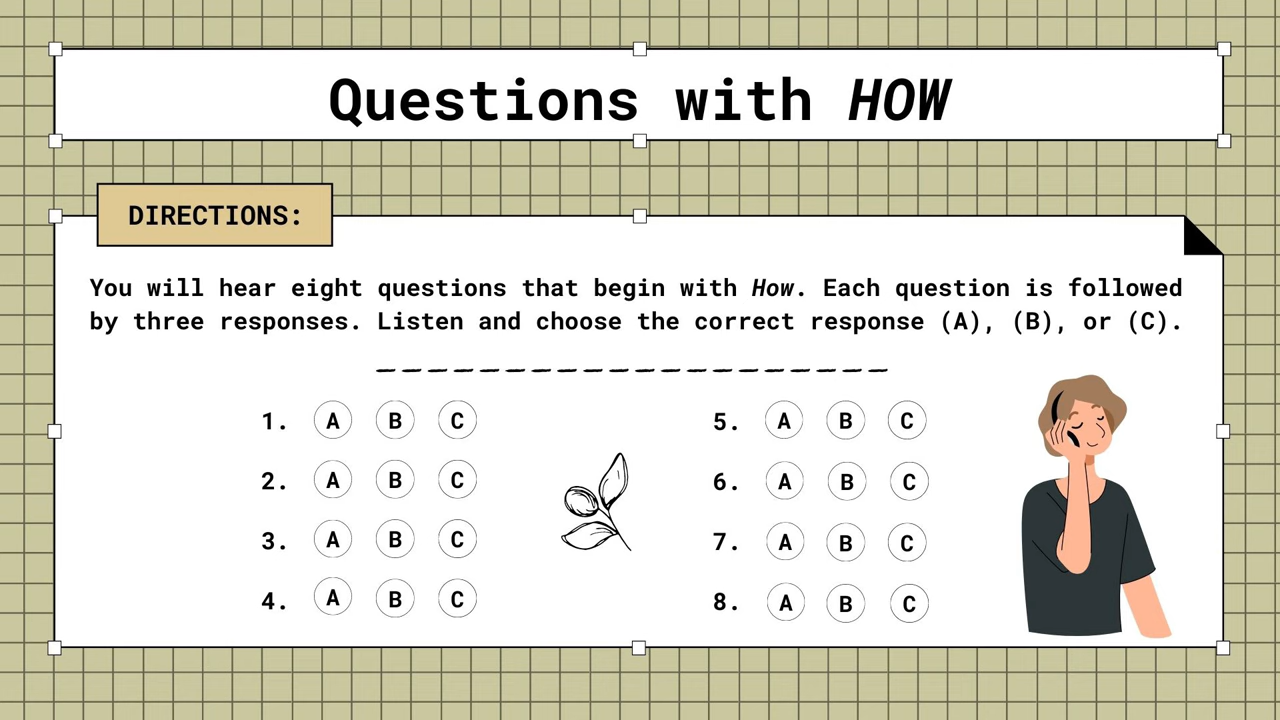 Questions with HOW
DIRECTIONS:
You will hear eight questions that begin with How. Each question is followed
by three responses. Listen and choose the correct response (A), (B), or (C).
1. A B C
2. A B C
3. A B C
4. A B C
5. A B C
6. A B C
7. A B C
8. A B C